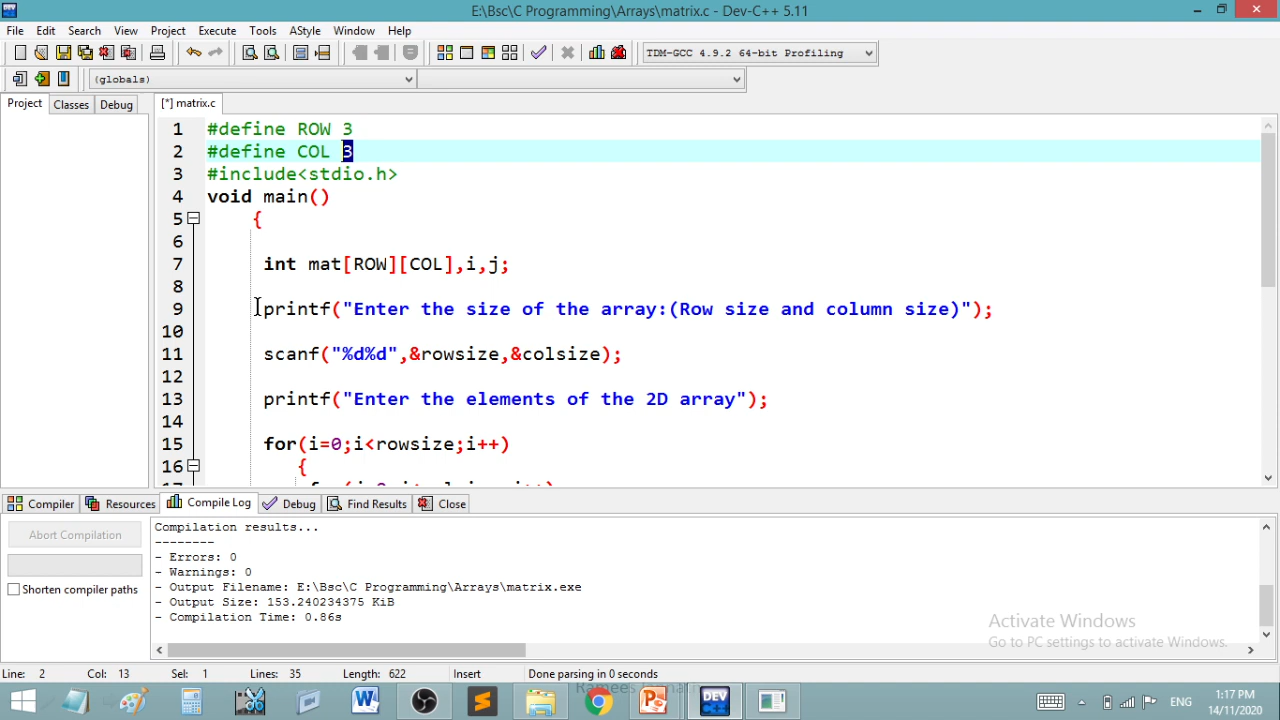 E:\Bsc\C Programming\Arrays\matrix.c - Dev-C++ 5.11
File Edit Search View Project Execute Tools AStyle Window Help
TDM-GCC 4.9.2 64-bit Profiling
(globals)
Project Classes Debug [*] matrix.c
1 #define ROW 3
2 #define COL 3
3 #include<stdio.h>
4 void main()
5 {
6
7 int mat[ROW][COL],i,j;
8
9 printf("Enter the size of the array:(Row size and column size)");
10
11 scanf("%d%d",&rowsize,&colsize);
12
13 printf("Enter the elements of the 2D array");
14
15 for(i=0;i<rowsize;i++)
16 {
Compiler Resources Compile Log Debug Find Results Close
Abort Compilation
Shorten compiler paths
Compilation results...
--------
- Errors: 0
- Warnings: 0
- Output Filename: E:\Bsc\C Programming\Arrays\matrix.exe
- Output Size: 153.240234375 KiB
- Compilation Time: 0.86s
Activate Windows
Go to PC settings to activate Windows.
Line: 2 Col: 13 Sel: 1 Lines: 35 Length: 622 Insert Done parsing in 0 seconds
DEV C++
ENG
1:17 PM
14/11/2020